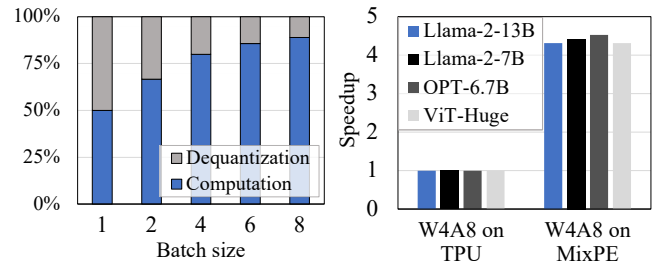 100%
75%
50%
25%
0%
Dequantization
Computation
1 2 4 6 8
Batch size
Speedup
5
4
3
2
1
0
Llama-2-13B
Llama-2-7B
OPT-6.7B
ViT-Huge
W4A8 on
TPU
W4A8 on
MixPE